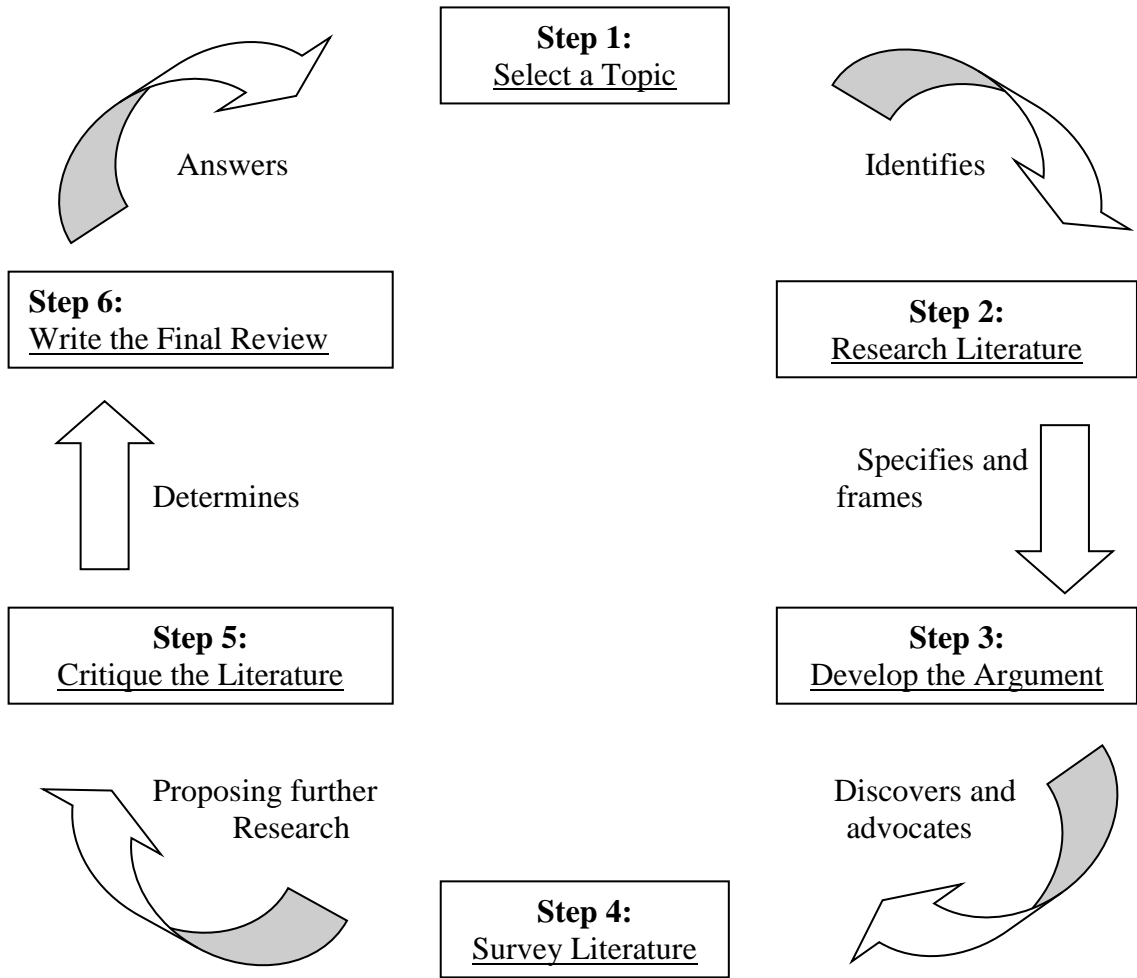 Step 1:
Select a Topic
Identifies
Step 2:
Research Literature
Specifies and
frames
Step 3:
Develop the Argument
Discovers and
advocates
Step 4:
Survey Literature
Proposing further
Research
Step 5:
Critique the Literature
Determines
Step 6:
Write the Final Review
Answers